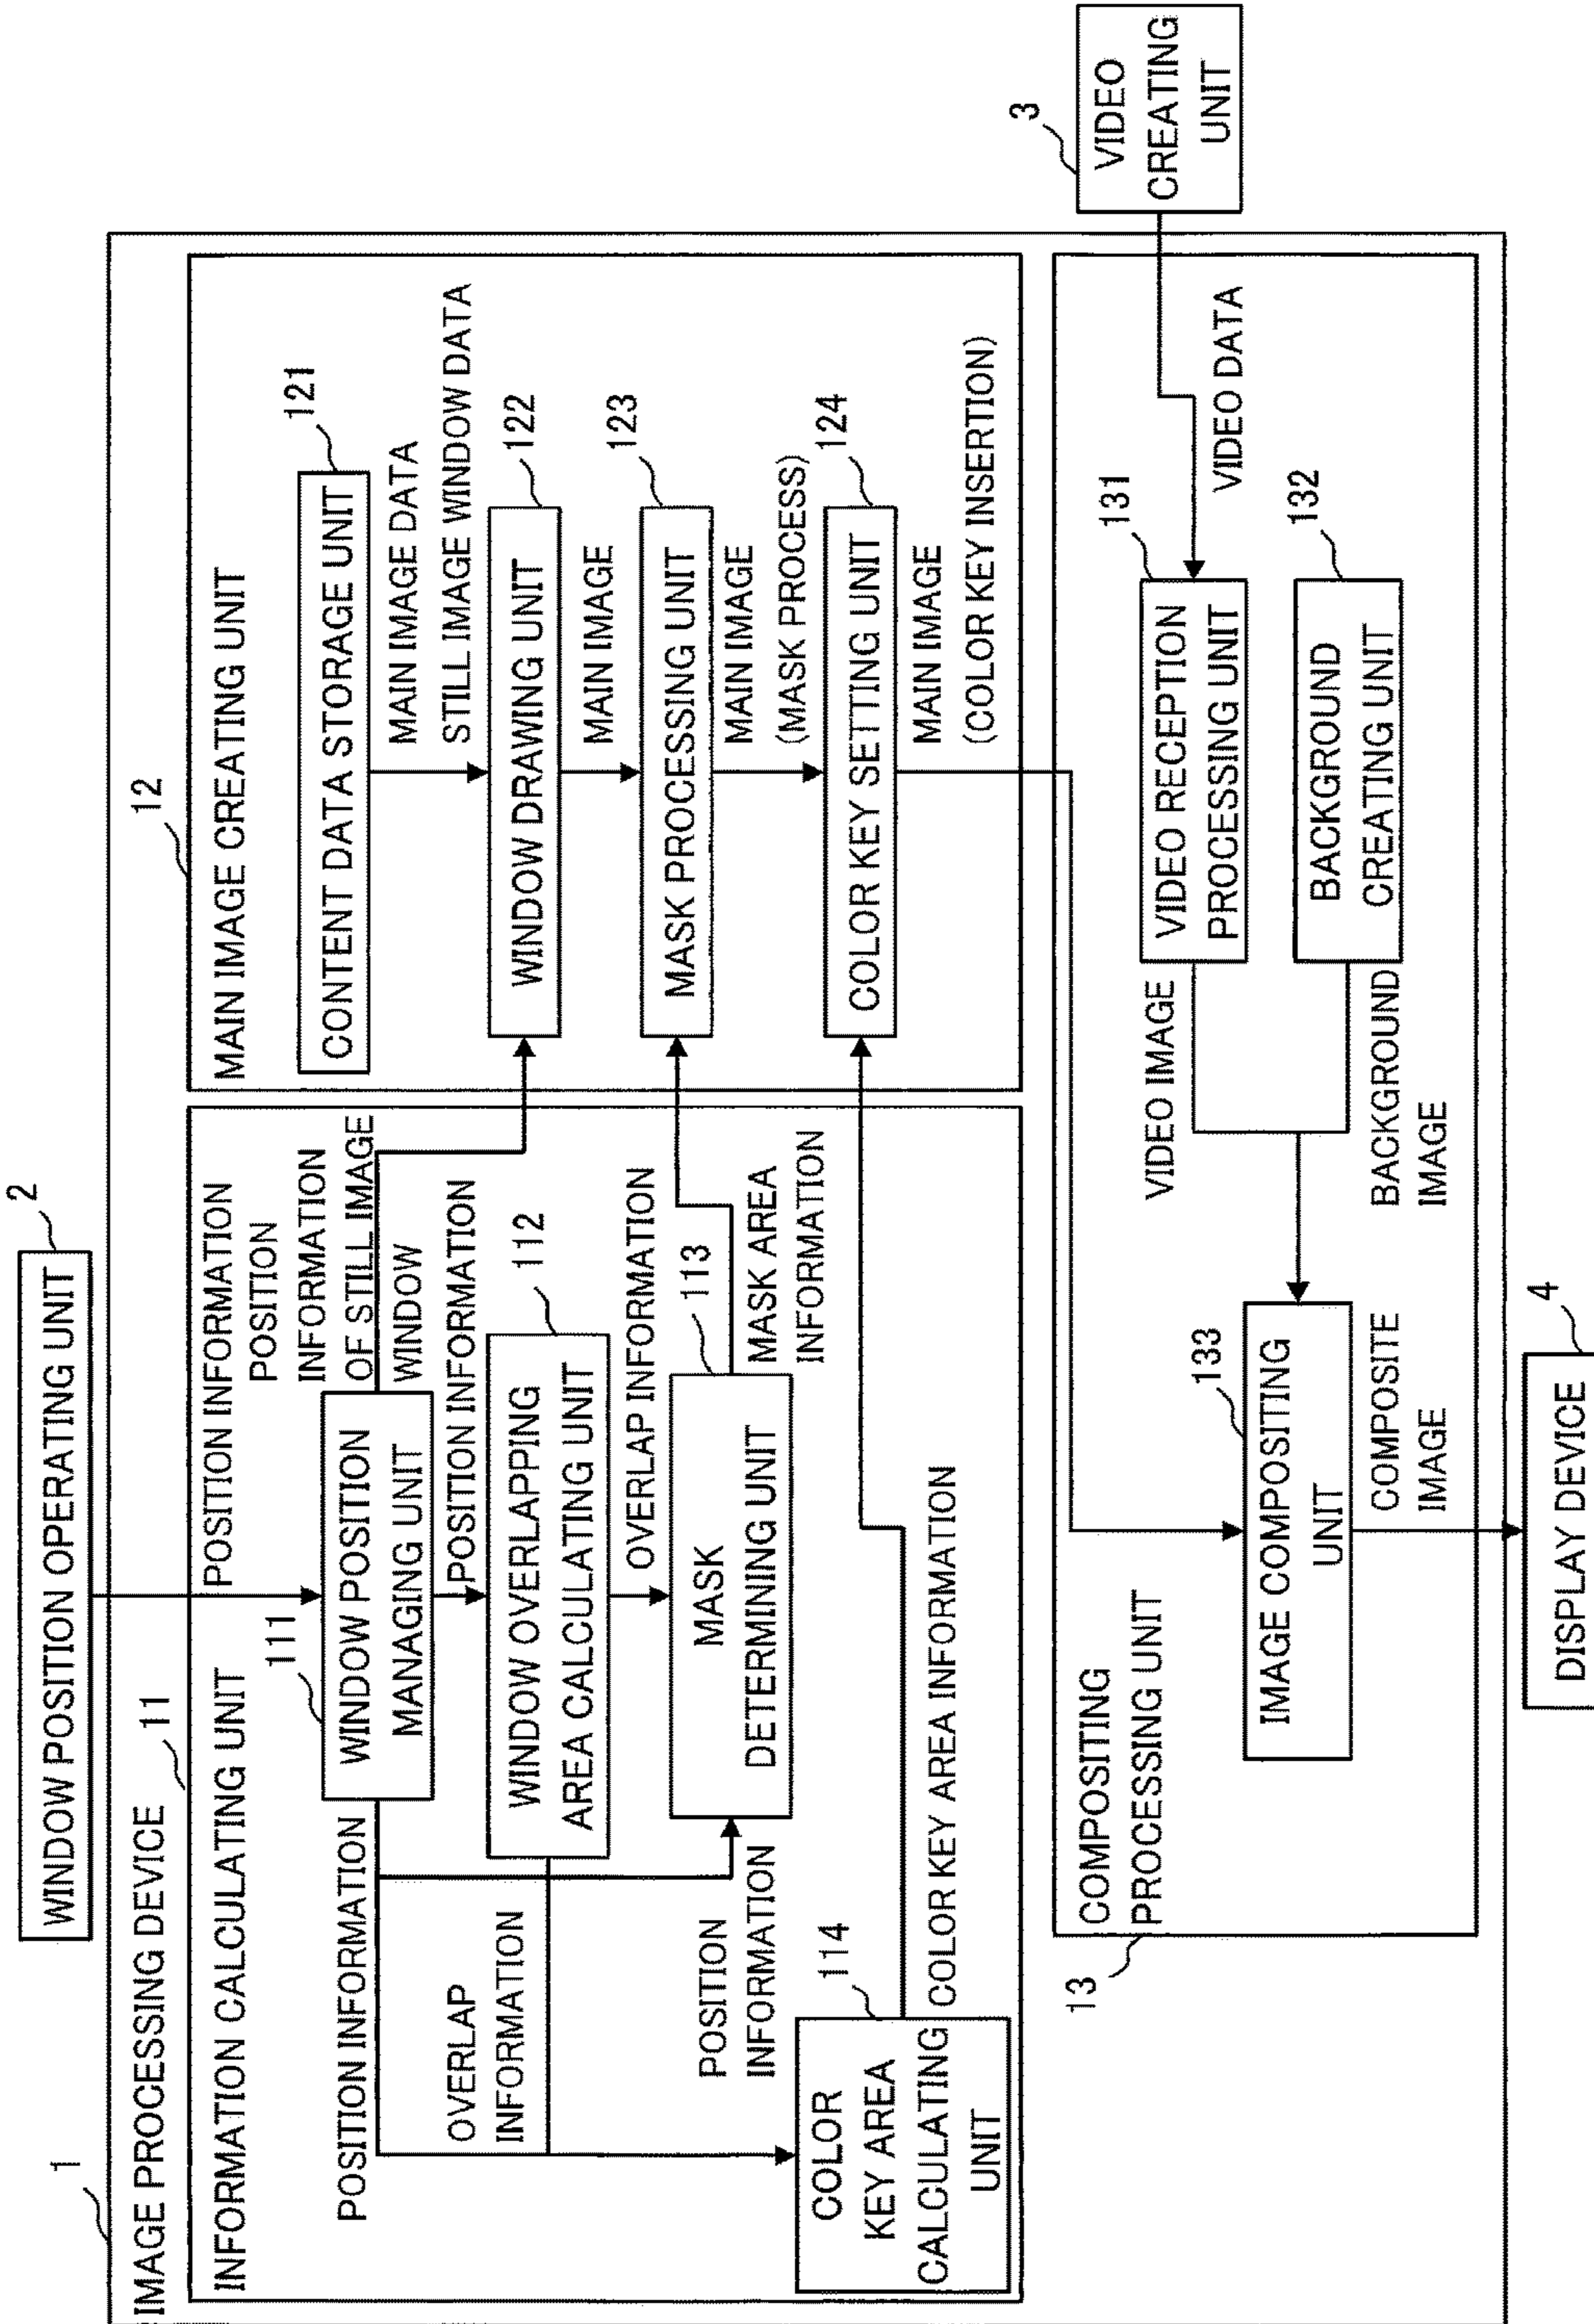 1
IMAGE PROCESSING DEVICE
WINDOW POSITION OPERATING UNIT
2
11
INFORMATION CALCULATING UNIT
POSITION INFORMATION
111
WINDOW POSITION
MANAGING UNIT
POSITION
INFORMATION
OF STILL IMAGE
WINDOW
POSITION INFORMATION
POSITION INFORMATION
OVERLAP
INFORMATION
112
WINDOW OVERLAPPING
AREA CALCULATING UNIT
OVERLAP INFORMATION
113
MASK
DETERMINING UNIT
MASK AREA
INFORMATION
POSITION
INFORMATION
114
COLOR
KEY AREA
CALCULATING
UNIT
COLOR KEY AREA INFORMATION
12
MAIN IMAGE CREATING UNIT
121
CONTENT DATA STORAGE UNIT
MAIN IMAGE DATA
STILL IMAGE WINDOW DATA
122
WINDOW DRAWING UNIT
MAIN IMAGE
123
MASK PROCESSING UNIT
MAIN IMAGE
(MASK PROCESS)
124
COLOR KEY SETTING UNIT
MAIN IMAGE
(COLOR KEY INSERTION)
3
VIDEO
CREATING
UNIT
VIDEO DATA
13
COMPOSITING
PROCESSING UNIT
131
VIDEO RECEPTION
PROCESSING UNIT
132
BACKGROUND
CREATING UNIT
VIDEO IMAGE
BACKGROUND
IMAGE
133
IMAGE COMPOSITING
UNIT
COMPOSITE
IMAGE
4
DISPLAY DEVICE